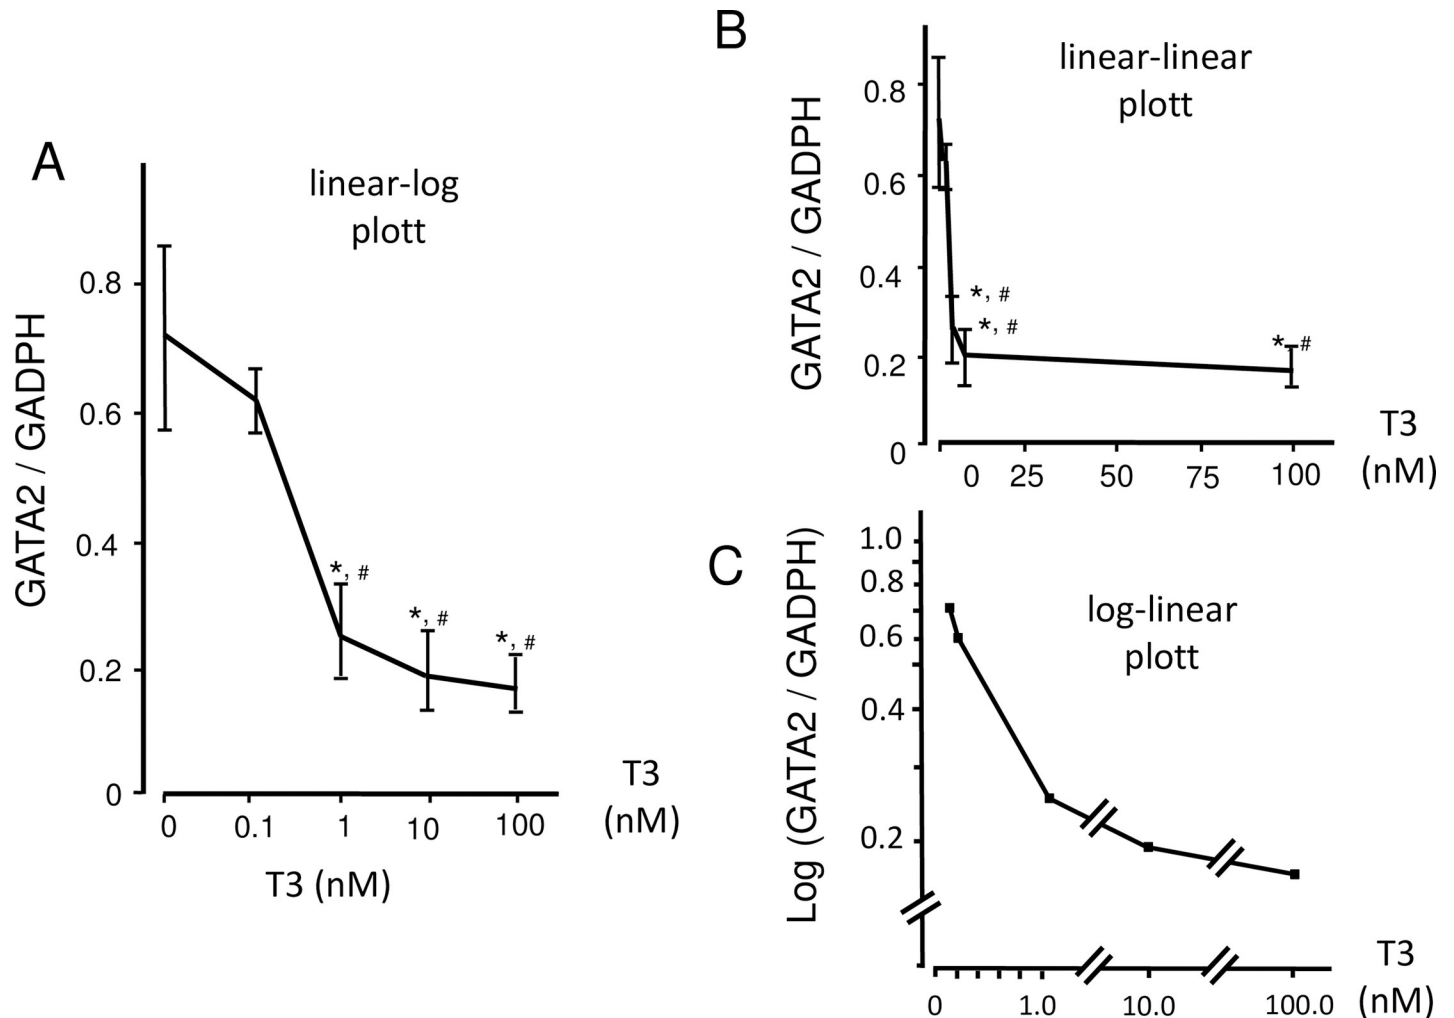 A
linear-log
plott
GATA2 / GADPH
0.8
0.6
0.4
0.2
0
*, #
*, #
*, #
0 0.1 1 10 100
T3
(nM)
T3 (nM)
B
linear-linear
plott
GATA2 / GADPH
0.8
0.6
0.4
0.2
0
*, #
*, #
*, #
0 25 50 75 100
T3
(nM)
C
log-linear
plott
Log (GATA2 / GADPH)
1.0
0.8
0.6
0.4
0.2
0 1.0 10.0 100.0
T3
(nM)